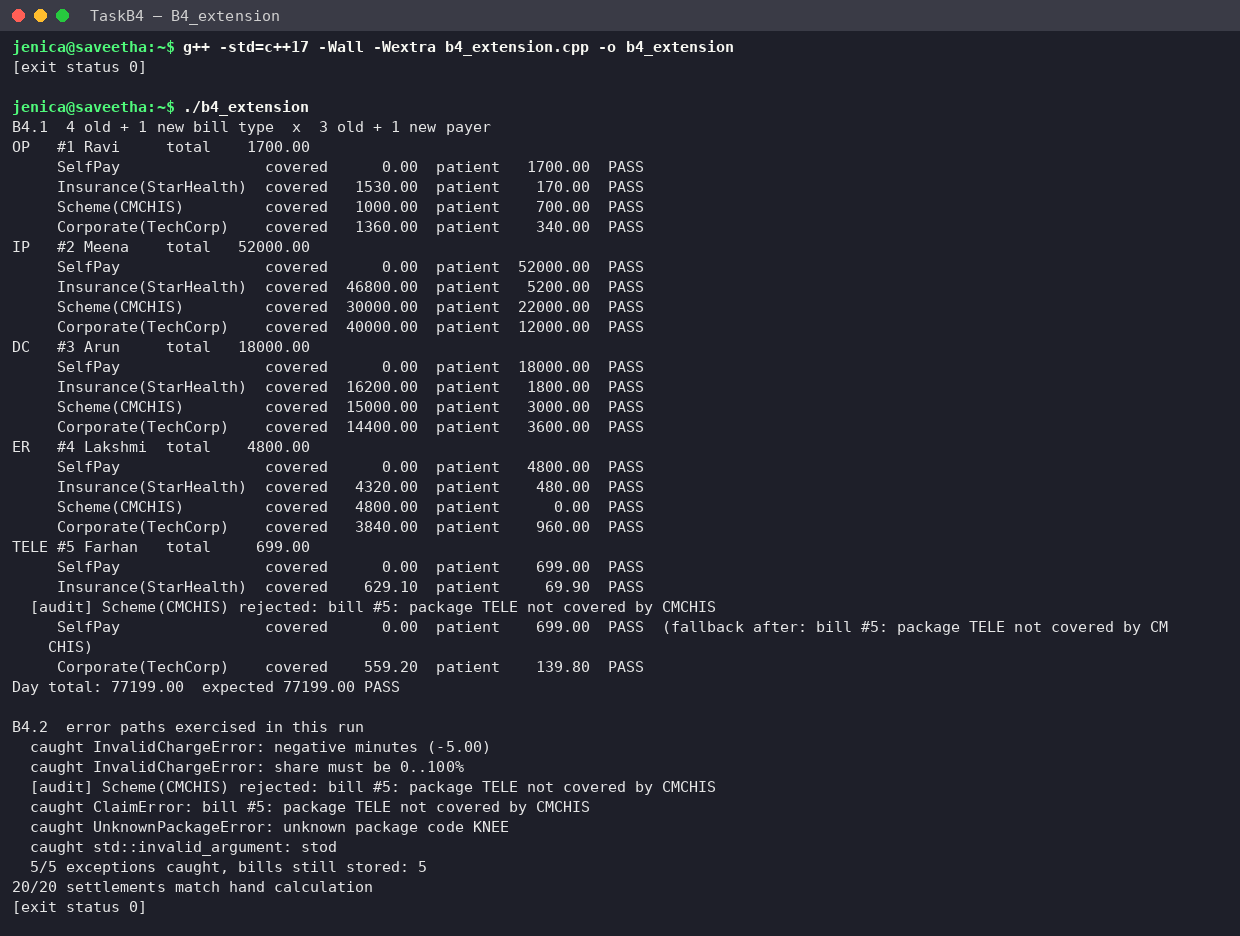 TaskB4 — B4_extension
jenica@saveetha:~$ g++ -std=c++17 -Wall -Wextra b4_extension.cpp -o b4_extension
[exit status 0]
jenica@saveetha:~$ ./b4_extension
B4.1  4 old + 1 new bill type  x  3 old + 1 new payer
OP   #1 Ravi     total    1700.00
     SelfPay                covered      0.00  patient   1700.00  PASS
     Insurance(StarHealth)  covered   1530.00  patient    170.00  PASS
     Scheme(CMCHIS)         covered   1000.00  patient    700.00  PASS
     Corporate(TechCorp)    covered   1360.00  patient    340.00  PASS
IP   #2 Meena    total   52000.00
     SelfPay                covered      0.00  patient  52000.00  PASS
     Insurance(StarHealth)  covered  46800.00  patient   5200.00  PASS
     Scheme(CMCHIS)         covered  30000.00  patient  22000.00  PASS
     Corporate(TechCorp)    covered  40000.00  patient  12000.00  PASS
DC   #3 Arun     total   18000.00
     SelfPay                covered      0.00  patient  18000.00  PASS
     Insurance(StarHealth)  covered  16200.00  patient   1800.00  PASS
     Scheme(CMCHIS)         covered  15000.00  patient   3000.00  PASS
     Corporate(TechCorp)    covered  14400.00  patient   3600.00  PASS
ER   #4 Lakshmi  total    4800.00
     SelfPay                covered      0.00  patient   4800.00  PASS
     Insurance(StarHealth)  covered   4320.00  patient    480.00  PASS
     Scheme(CMCHIS)         covered   4800.00  patient      0.00  PASS
     Corporate(TechCorp)    covered   3840.00  patient    960.00  PASS
TELE #5 Farhan   total     699.00
     SelfPay                covered      0.00  patient    699.00  PASS
     Insurance(StarHealth)  covered    629.10  patient     69.90  PASS
  [audit] Scheme(CMCHIS) rejected: bill #5: package TELE not covered by CMCHIS
     SelfPay                covered      0.00  patient    699.00  PASS  (fallback after: bill #5: package TELE not covered by CM
    CHIS)
     Corporate(TechCorp)    covered    559.20  patient    139.80  PASS
Day total: 77199.00  expected 77199.00 PASS
B4.2  error paths exercised in this run
  caught InvalidChargeError: negative minutes (-5.00)
  caught InvalidChargeError: share must be 0..100%
  [audit] Scheme(CMCHIS) rejected: bill #5: package TELE not covered by CMCHIS
  caught ClaimError: bill #5: package TELE not covered by CMCHIS
  caught UnknownPackageError: unknown package code KNEE
  caught std::invalid_argument: stod
  5/5 exceptions caught, bills still stored: 5
20/20 settlements match hand calculation
[exit status 0]